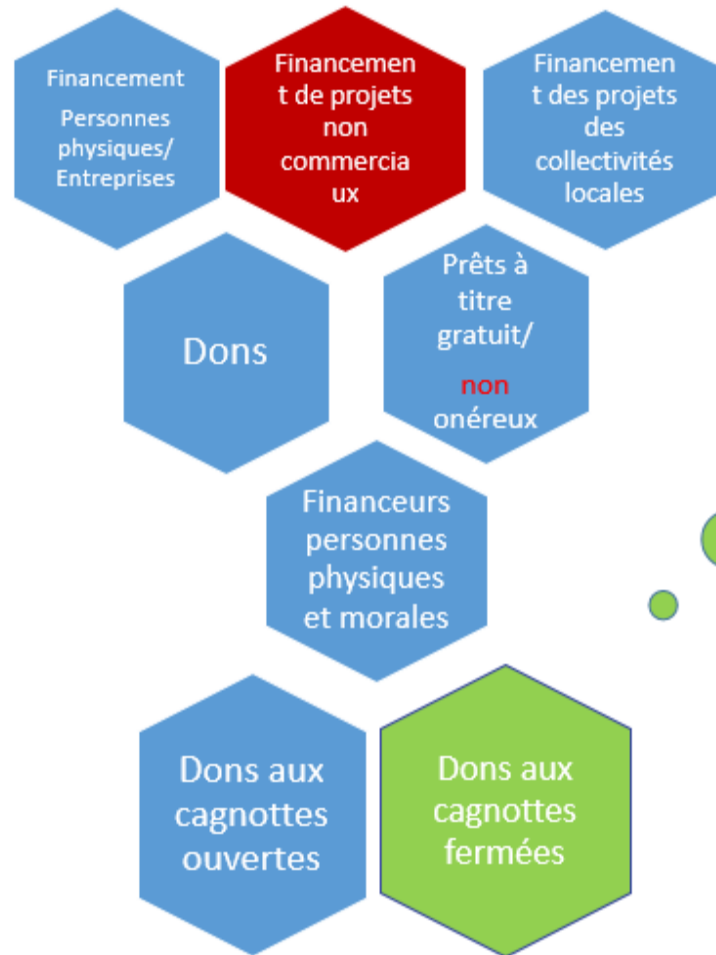 Financement
Personnes
physiques/
Entreprises
Financemen
t de projets
non
commercia
ux
Financemen
t des projets
des
collectivités
locales
Dons
Prêts à
titre
gratuit/
non
onéreux
Financeurs
personnes
physiques
et morales
Dons aux
cagnottes
ouvertes
Dons aux
cagnottes
fermées